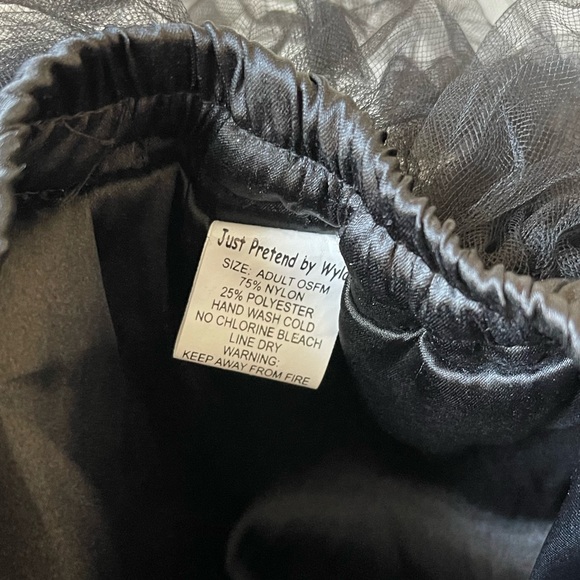 Just Pretend by
SIZE: ADULT OSFM
75% NYLON
25% POLYESTER
HAND WASH COLD
NO CHLORINE BLEACH
LINE DRY
WARNING:
KEEP AWAY FROM FIRE